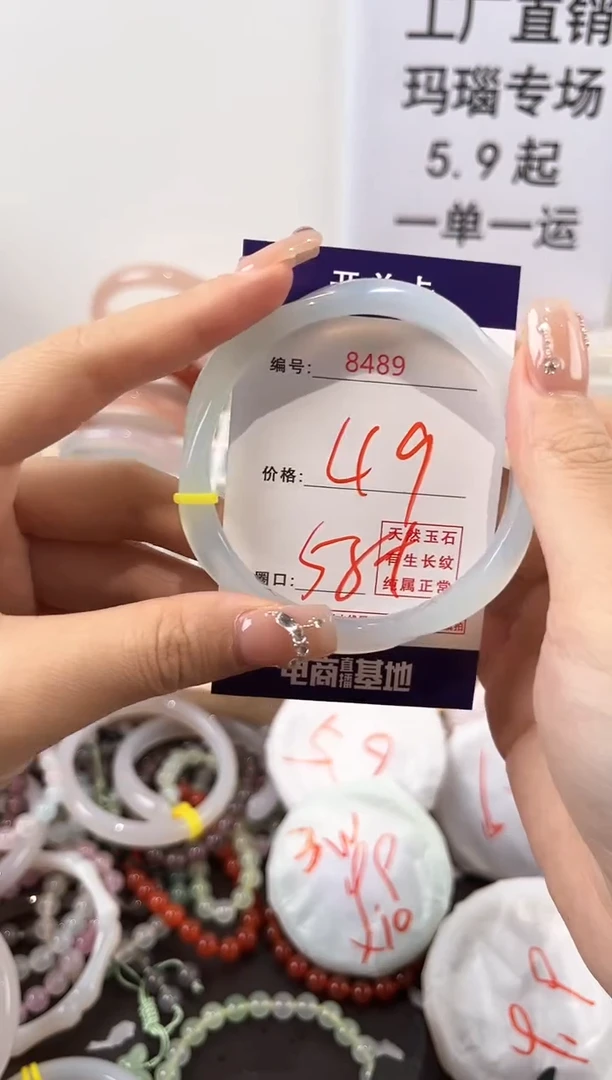 工厂直销
玛瑙专场
5.9起
一单一运
编号: 8489
价格: 49
圈口: 58+
天然玉石
有生长纹
纯属正常
电商直播基地
59